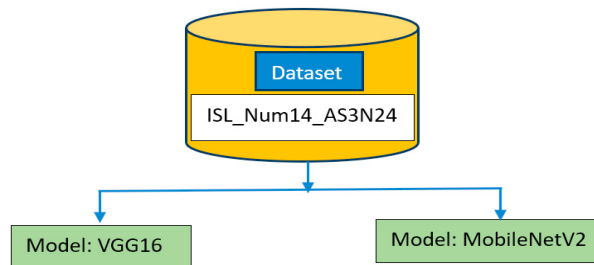 Dataset
ISL_Num14_AS3N24
Model: VGG16
Model: MobileNetV2